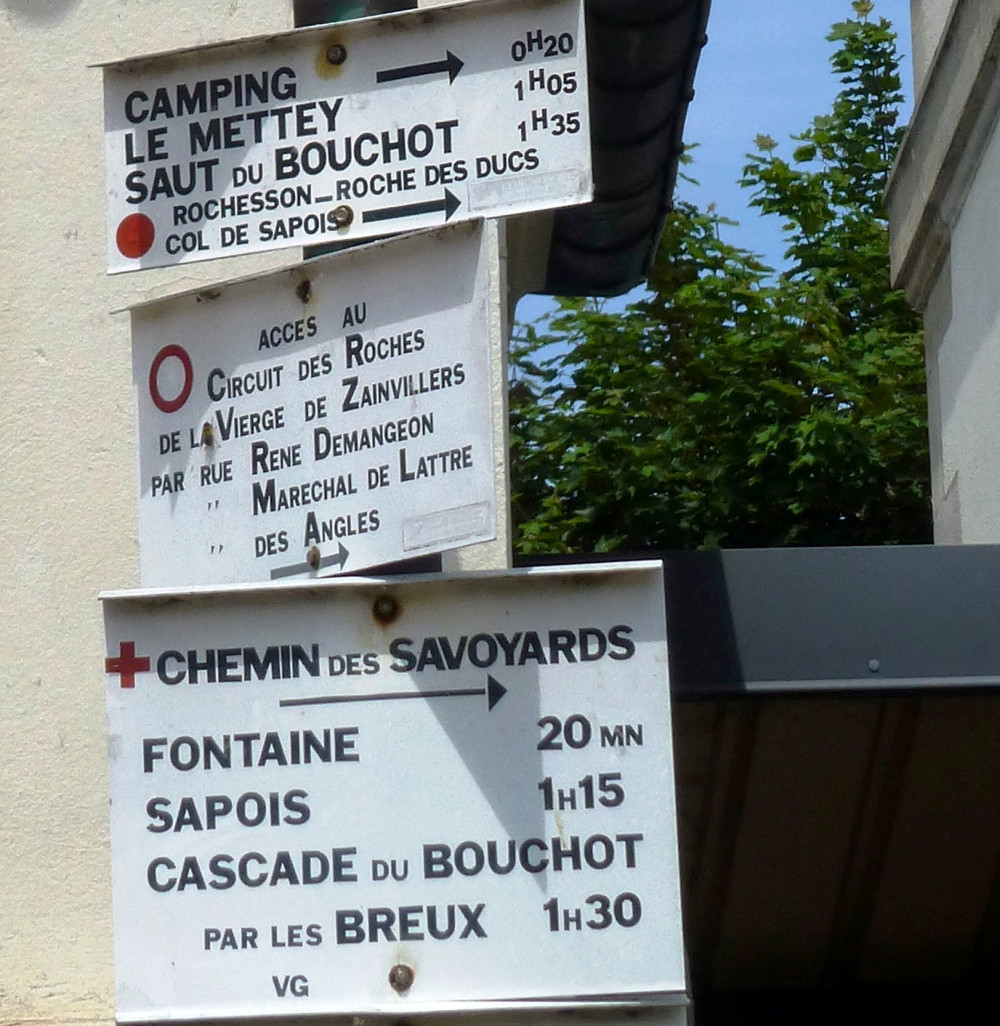 CAMPING 0H20
LE METTEY 1H05
SAUT DU BOUCHOT 1H35
ROCHESSON_ROCHE DES DUCS
COL DE SAPOIS
ACCES AU
CIRCUIT DES ROCHES
DE LA VIERGE DE ZAINVILLERS
PAR RUE RENE DEMANGEON
,, MARECHAL DE LATTRE
,, DES ANGLES
CHEMIN DES SAVOYARDS
FONTAINE 20 MN
SAPOIS 1H15
CASCADE DU BOUCHOT
PAR LES BREUX 1H30
VG